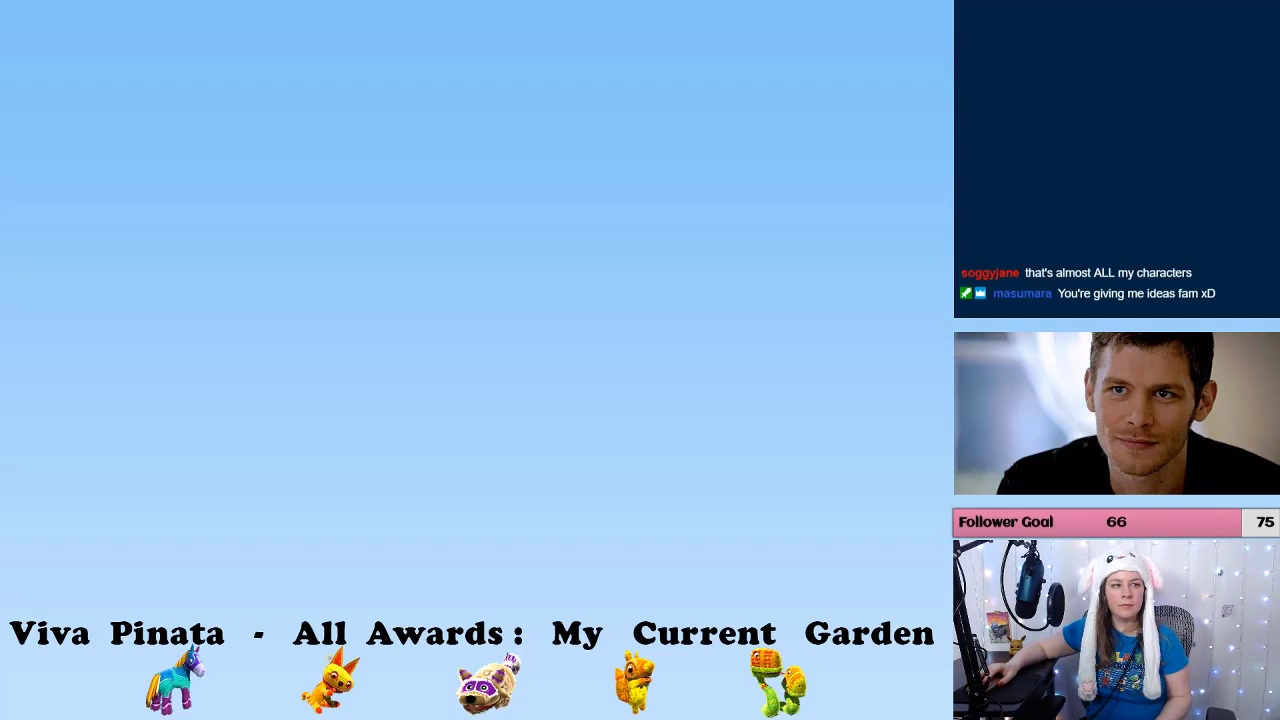 soggyjane that's almost ALL my characters
masumara You're giving me ideas fam xD
Follower Goal 66 75
Viva Pinata - All Awards : My Current Garden